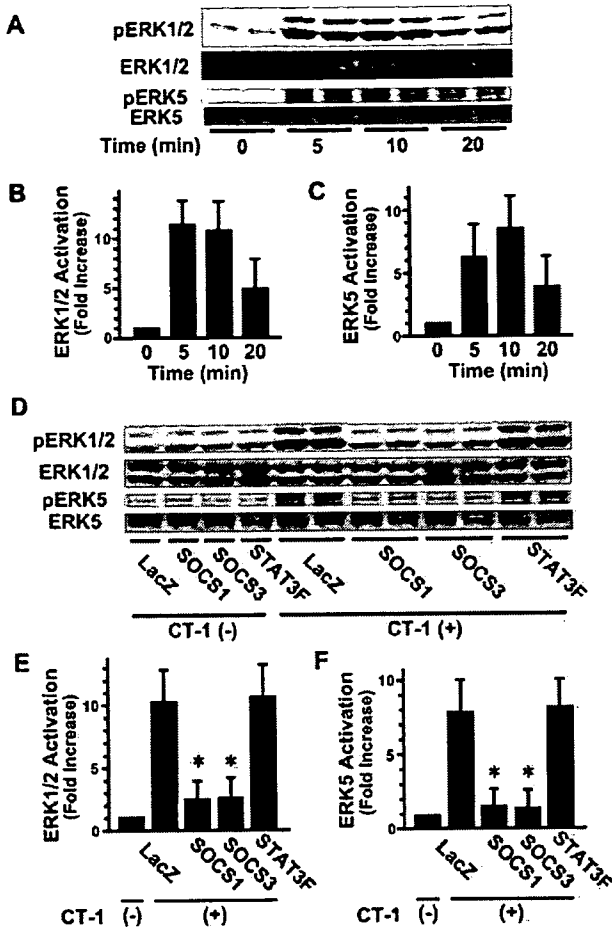 A
pERK1/2
ERK1/2
pERK5
ERK5
Time (min) 0 5 10 20
B
ERK1/2 Activation
(Fold Increase)
10
5
0
0 5 10 20
Time (min)
C
ERK5 Activation
(Fold Increase)
10
5
0
0 5 10 20
Time (min)
D
pERK1/2
ERK1/2
pERK5
ERK5
LacZ SOCS1 SOCS3 STAT3F LacZ SOCS1 SOCS3 STAT3F
CT-1 (-) CT-1 (+)
E
ERK1/2 Activation
(Fold Increase)
10
5
0
* *
LacZ SOCS1 SOCS3 STAT3F
CT-1 (-) (+)
F
ERK5 Activation
(Fold Increase)
10
5
0
* *
LacZ SOCS1 SOCS3 STAT3F
(-) (+)